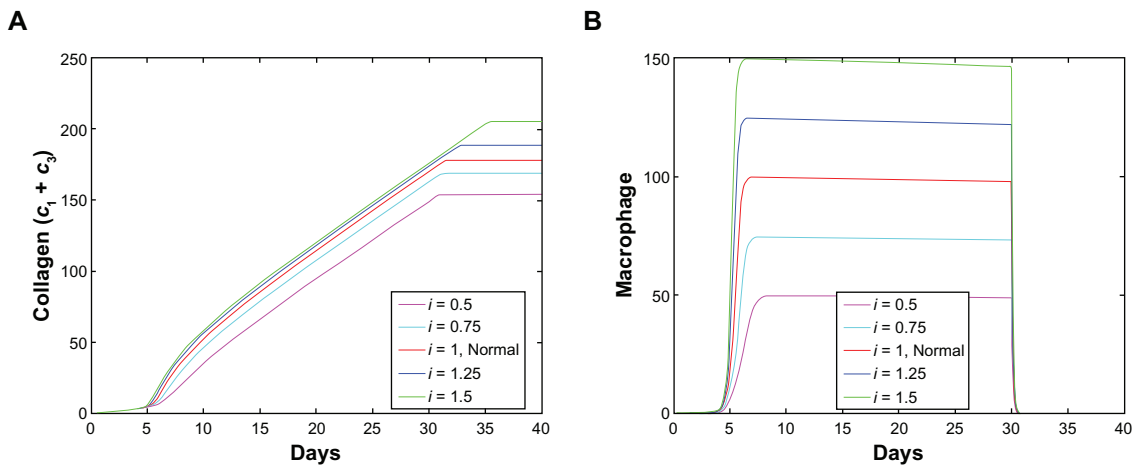 A
B
250
200
150
100
50
0
Collagen (c₁ + c₃)
0 5 10 15 20 25 30 35 40
Days
i = 0.5
i = 0.75
i = 1, Normal
i = 1.25
i = 1.5
150
100
50
0
Macrophage
0 5 10 15 20 25 30 35 40
Days
i = 0.5
i = 0.75
i = 1, Normal
i = 1.25
i = 1.5